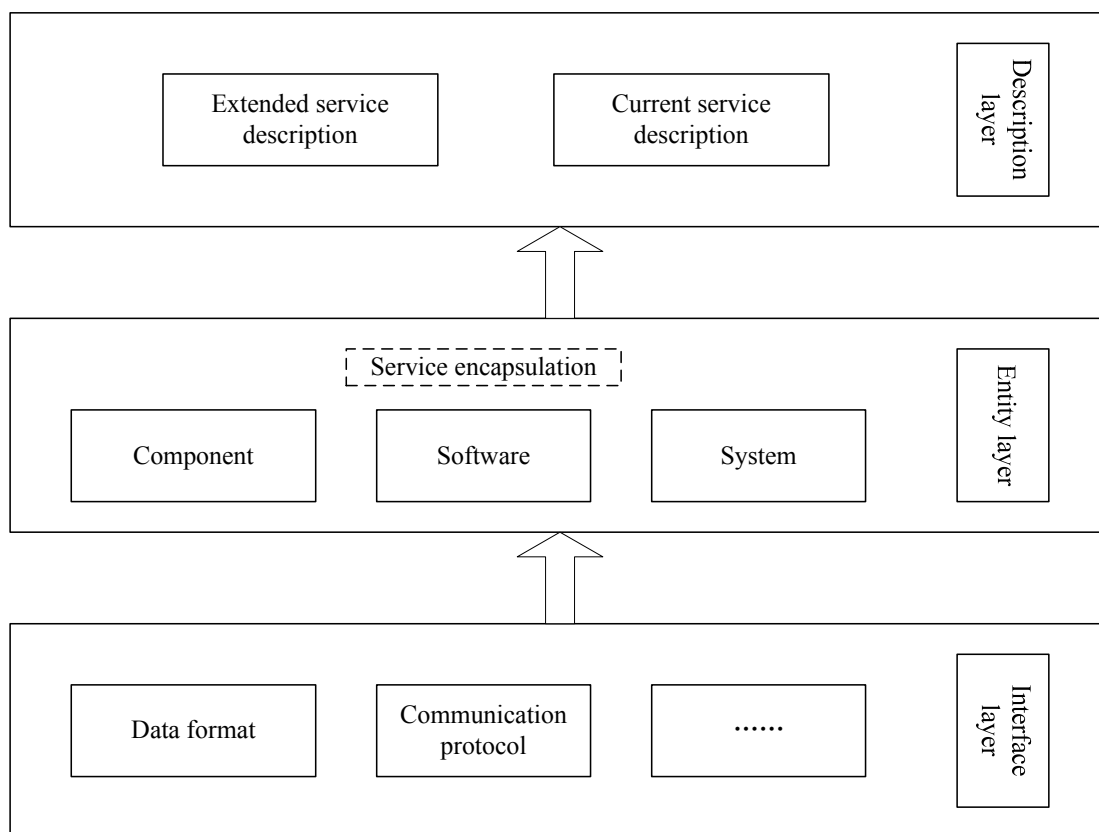 Extended service
description
Current service
description
Description
layer
Service encapsulation
Component
Software
System
Entity layer
Data format
Communication
protocol
......
Interface
layer